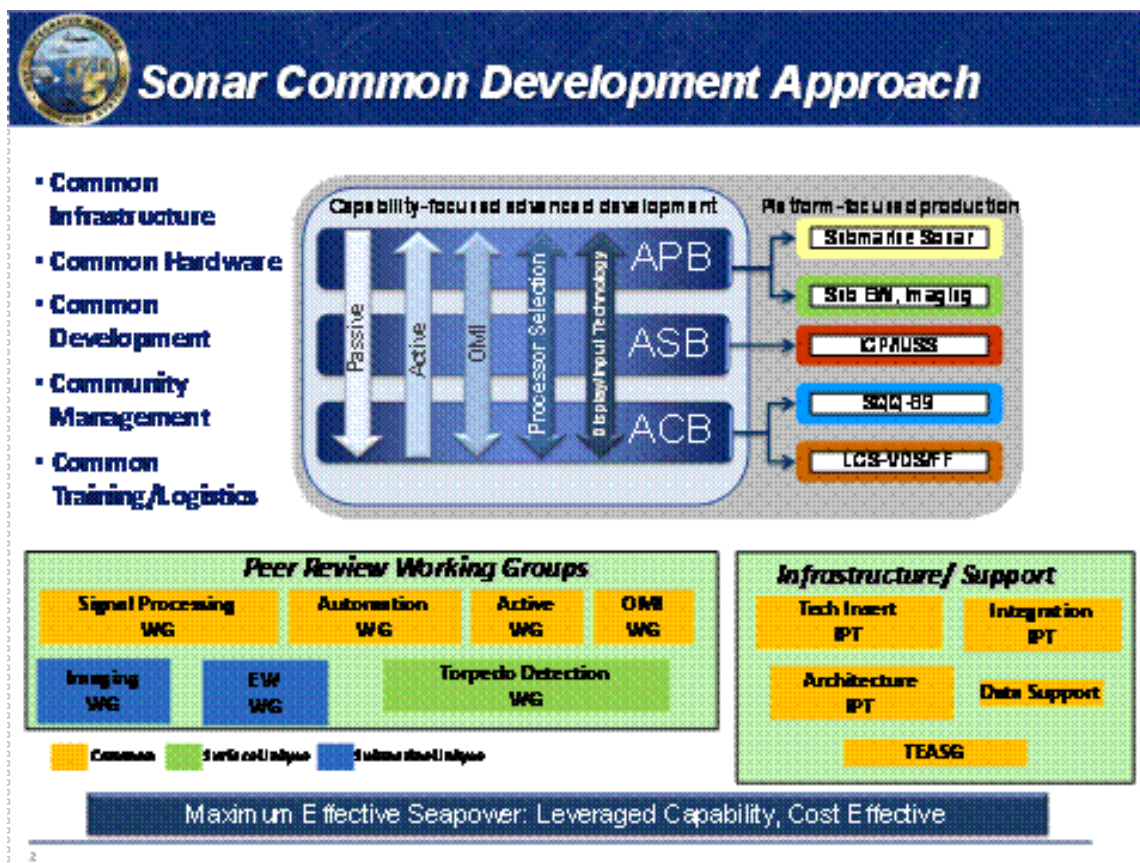 Sonar Common Development Approach
▪ Common
Infrastructure
▪ Common Hardware
▪ Common
Development
▪ Community
Management
▪ Common
Training/Logistics
Capability-focused advanced development
Platform-focused production
APB
ASB
ACB
Passive
Active
OMI
Processor Selection
Display/Input Technology
Submarine Sonar
Sub EW, Imaging
SQQ-89
LCS-VDS/FF
Peer Review Working Groups
Signal Processing
WG
Automation
WG
Active
WG
OMI
WG
Imaging
WG
EW
WG
Torpedo Detection
WG
Infrastructure/ Support
Tech Insert
IPT
Integration
IPT
Architecture
IPT
Data Support
TEASG
Common
Surface Unique
Submarine Unique
Maximum Effective Seapower: Leveraged Capability, Cost Effective
2